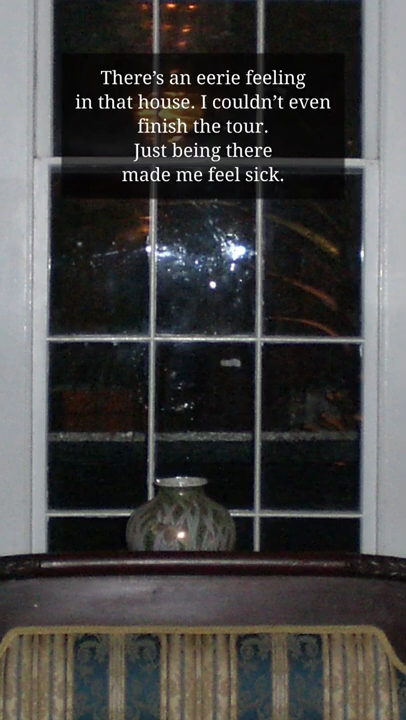 There’s an eerie feeling
in that house. I couldn’t even
finish the tour.
Just being there
made me feel sick.